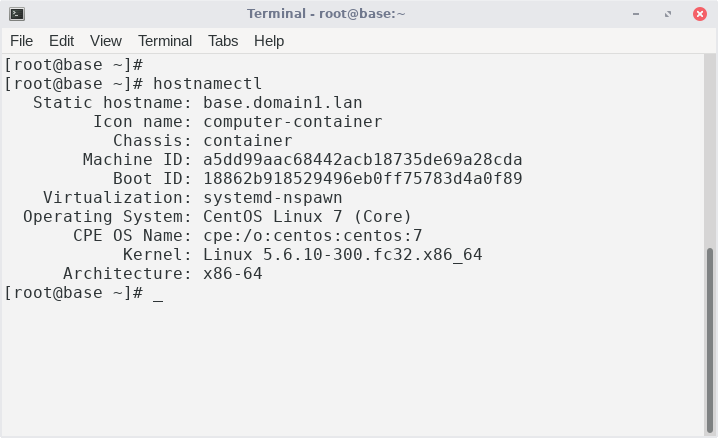 Terminal - root@base:~
File Edit View Terminal Tabs Help
[root@base ~]#
[root@base ~]# hostnamectl
Static hostname: base.domain1.lan
Icon name: computer-container
Chassis: container
Machine ID: a5dd99aac68442acb18735de69a28cda
Boot ID: 18862b918529496eb0ff75783d4a0f89
Virtualization: systemd-nspawn
Operating System: CentOS Linux 7 (Core)
CPE OS Name: cpe:/o:centos:centos:7
Kernel: Linux 5.6.10-300.fc32.x86_64
Architecture: x86-64
[root@base ~]# _